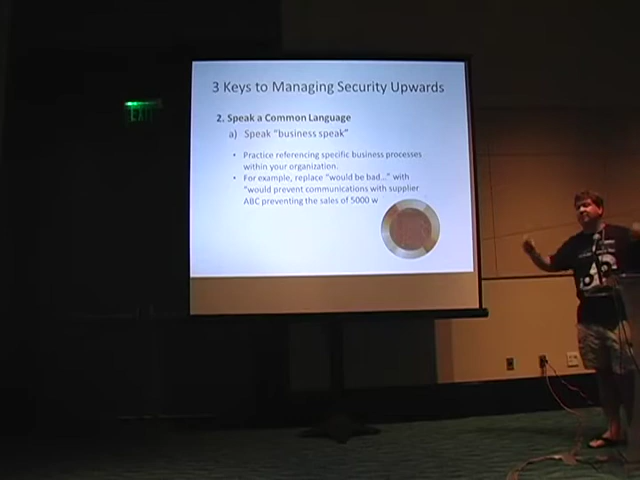 EXIT
3 Keys to Managing Security Upwards
2. Speak a Common Language
a) Speak "business speak"
• Practice referencing specific business processes
within your organization.
• For example, replace "would be bad..." with
"would prevent communications with supplier
ABC preventing the sales of 5000 w